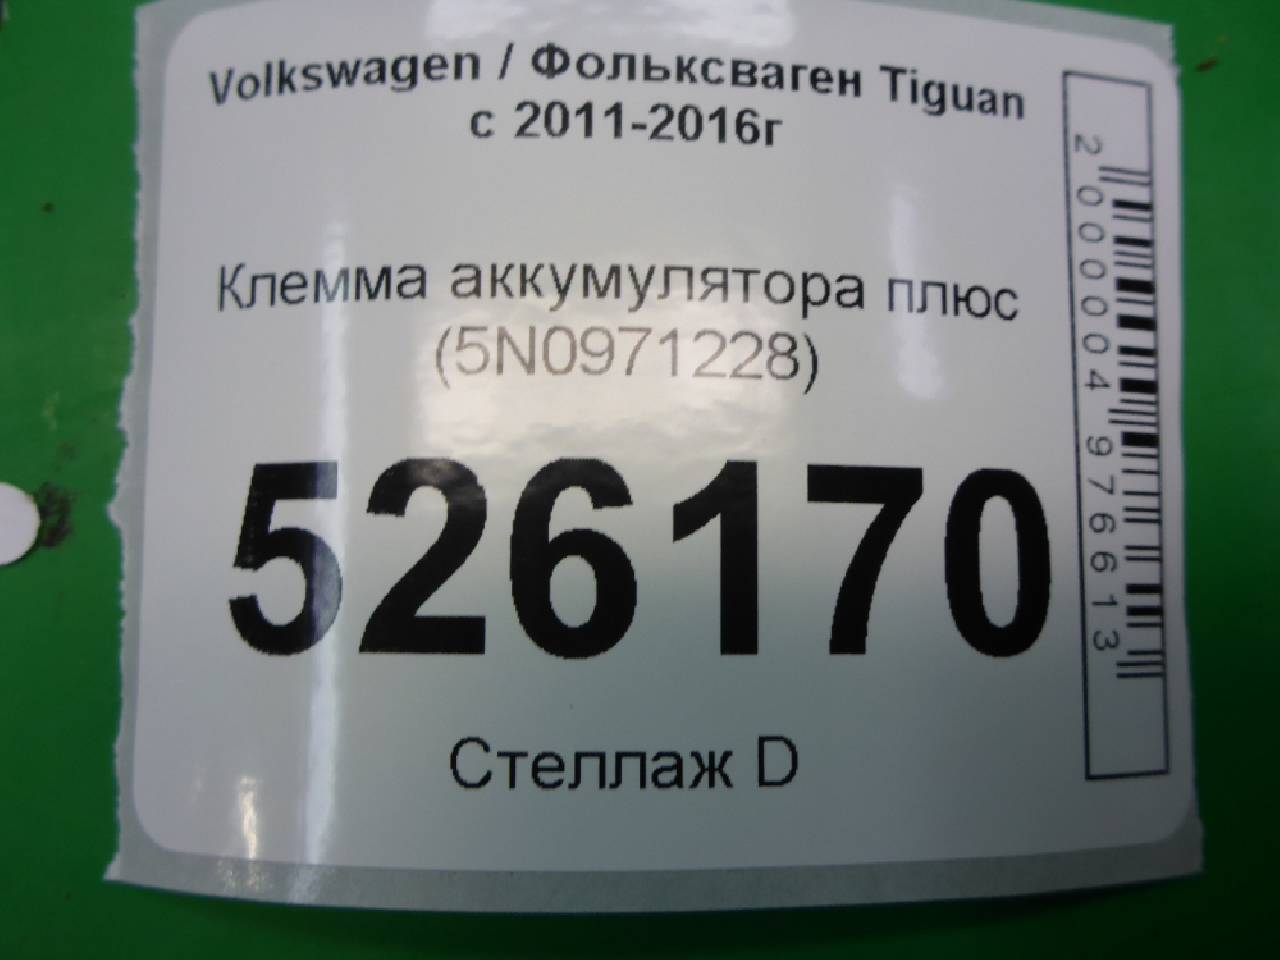 Volkswagen / Фольксваген Tiguan
с 2011-2016г
Клемма аккумулятора плюс
(5N0971228)
526170
Стеллаж D
2000004976613